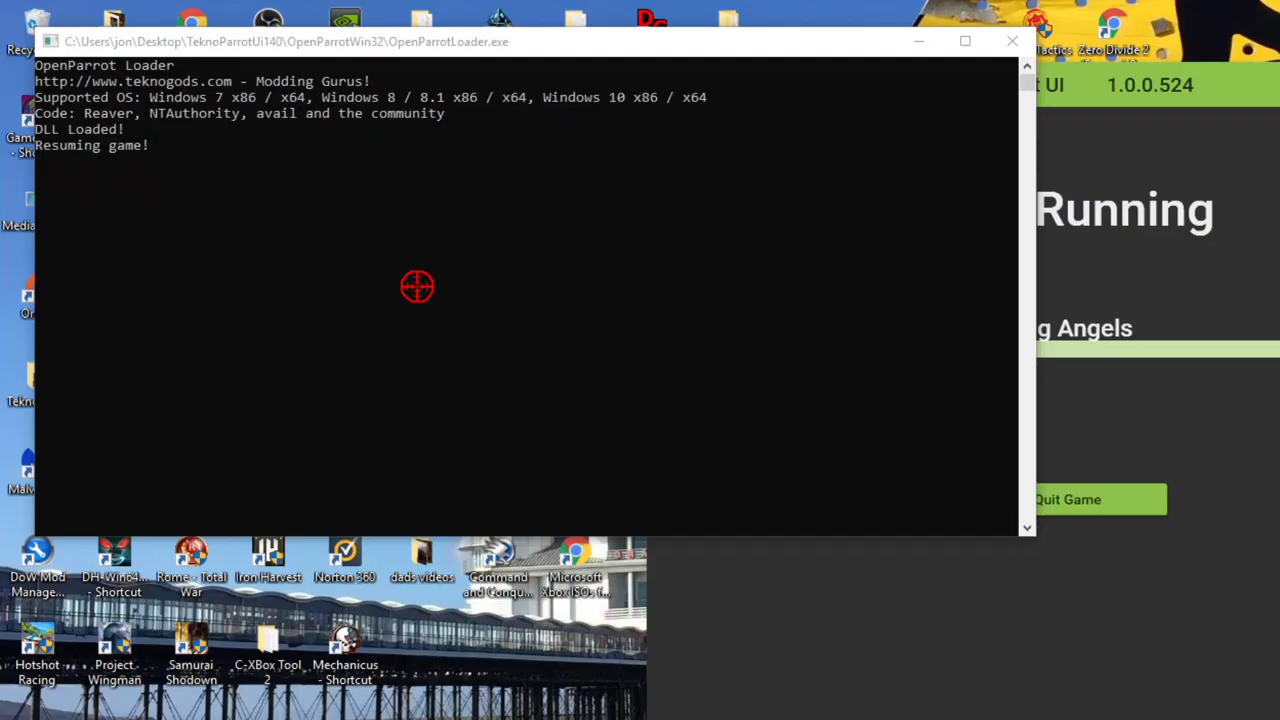 C:\Users\jon\Desktop\TeknoParrotUi140\OpenParrotWin32\OpenParrotLoader.exe
OpenParrot Loader
http://www.teknogods.com - Modding Gurus!
Supported OS: Windows 7 x86 / x64, Windows 8 / 8.1 x86 / x64, Windows 10 x86 / x64
Code: Reaver, NTAuthority, avail and the community
DLL Loaded!
Resuming game!
Tactics
Zero Divide 2
UI 1.0.0.524
Running
g Angels
Quit Game
Recy
Gam
- Sho
Media
Tekno
DoW Mod
Manage...
DH-Win64...
- Shortcut
Rome - Total
War
Iron Harvest
Norton 360
dads videos
Command
and Conqu...
Microsoft
Xbox ISOs f...
Hotshot
Racing
Project
Wingman
Samurai
Shodown
C-XBox Tool
2
Mechanicus
- Shortcut